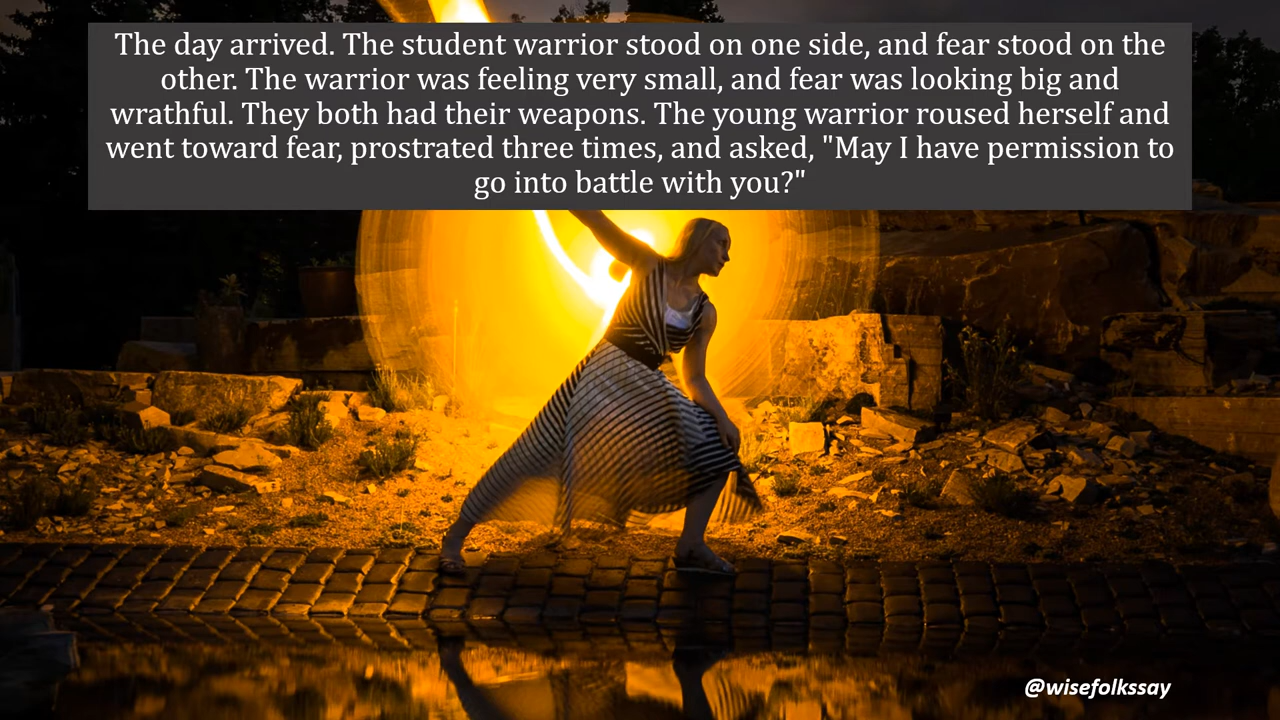 The day arrived. The student warrior stood on one side, and fear stood on the
other. The warrior was feeling very small, and fear was looking big and
wrathful. They both had their weapons. The young warrior roused herself and
went toward fear, prostrated three times, and asked, "May I have permission to
go into battle with you?"
@wisefolkssay